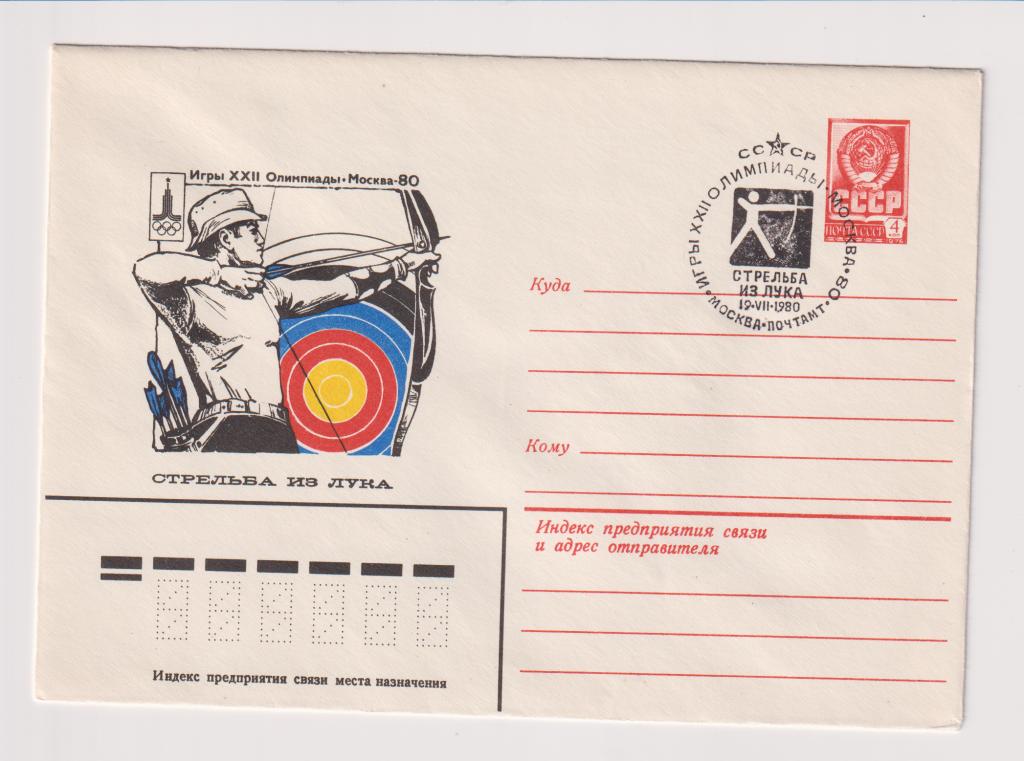 Игры XXII Олимпиады • Москва-80
СТРЕЛЬБА ИЗ ЛУКА
СССР
• ИГРЫ XXII ОЛИМПИАДЫ • МОСКВА • 80
СТРЕЛЬБА
ИЗ ЛУКА
19•VII•1980
МОСКВА • ПОЧТАМТ •
СССР
ПОЧТА СССР
4
коп
1976
Куда
Кому
Индекс предприятия связи
и адрес отправителя
Индекс предприятия связи места назначения